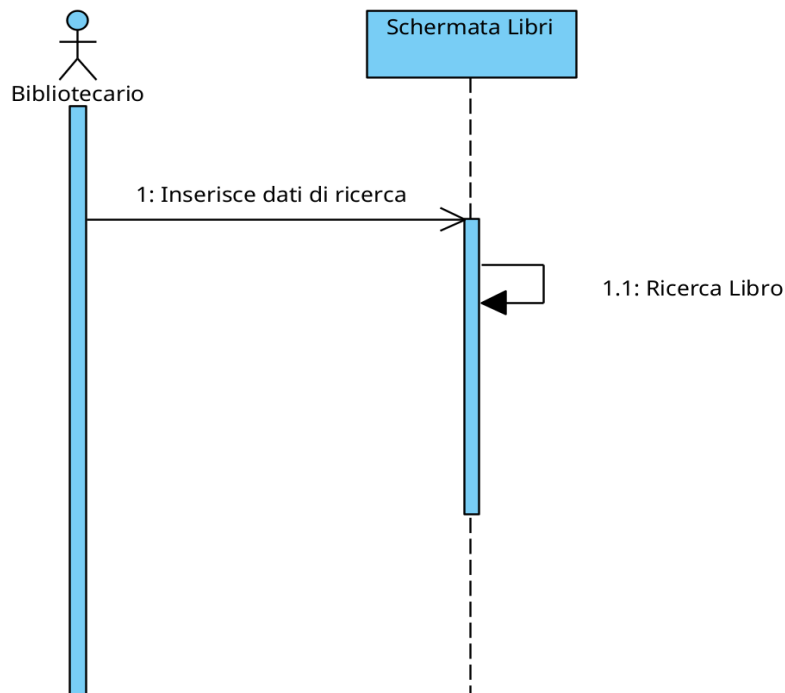 Schermata Libri
Bibliotecario
1: Inserisce dati di ricerca
1.1: Ricerca Libro